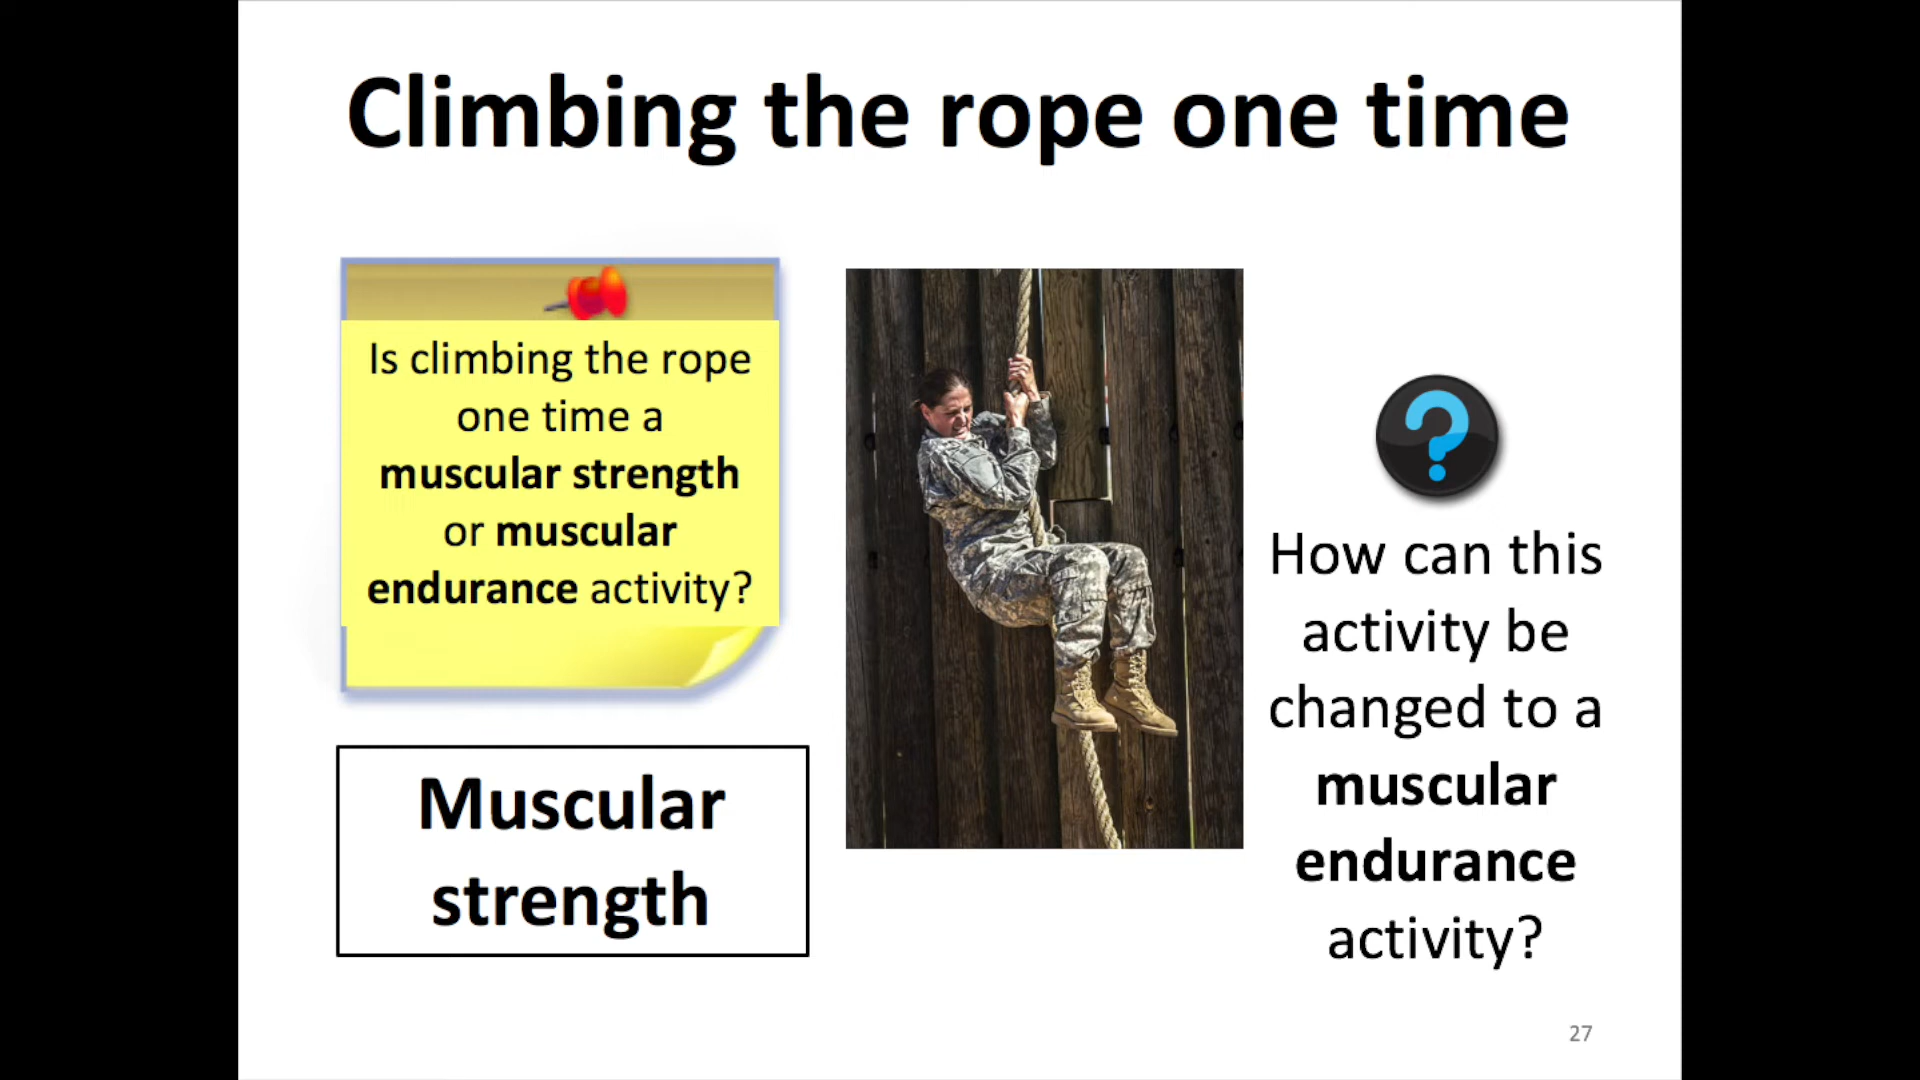 Climbing the rope one time
Is climbing the rope
one time a
muscular strength
or muscular
endurance activity?
Muscular
strength
How can this
activity be
changed to a
muscular
endurance
activity?
27